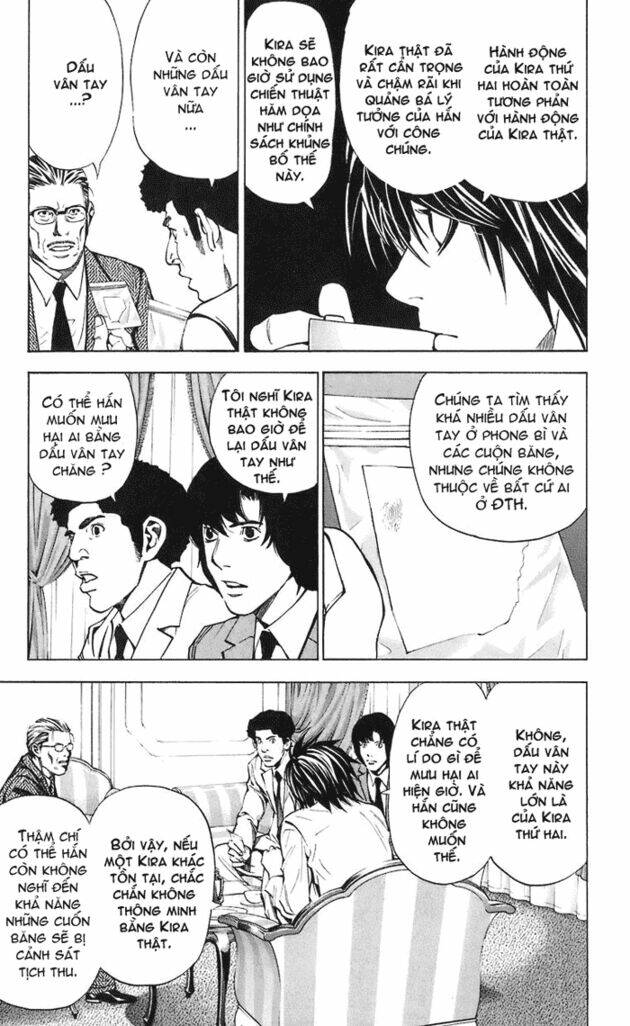 HÀNH ĐỘNG
CỦA KIRA THỨ
HAI HOÀN TOÀN
TƯƠNG PHẢN
VỚI HÀNH ĐỘNG
CỦA KIRA THẬT.
KIRA THẬT ĐÃ
RẤT CẨN TRỌNG
VÀ CHẬM RÃI KHI
QUẢNG BÁ LÝ
TƯỞNG CỦA HẮN
VỚI CÔNG
CHÚNG.
KIRA SẼ
KHÔNG BAO
GIỜ SỬ DỤNG
CHIẾN THUẬT
HĂM DỌA
NHƯ CHÍNH
SÁCH KHỦNG
BỐ THẾ
NÀY.
VÀ CÒN
NHỮNG DẤU
VÂN TAY
NỮA
...
DẤU
VÂN TAY
...?
CHÚNG TA TÌM THẤY
KHÁ NHIỀU DẤU VÂN
TAY Ở PHONG BÌ VÀ
CÁC CUỘN BĂNG,
NHƯNG CHÚNG KHÔNG
THUỘC VỀ BẤT CỨ AI
Ở ĐTH.
TÔI NGHĨ KIRA
THẬT KHÔNG
BAO GIỜ ĐỂ
LẠI DẤU VÂN
TAY NHƯ
THẾ.
CÓ THỂ HẮN
MUỐN MƯU
HẠI AI BẰNG
DẤU VÂN TAY
CHĂNG ?
KHÔNG,
DẤU VÂN
TAY NÀY
KHẢ NĂNG
LỚN LÀ
CỦA KIRA
THỨ HAI.
KIRA THẬT
CHẲNG CÓ
LÍ DO GÌ ĐỂ
MƯU HẠI AI
HIỆN GIỜ. VÀ
HẮN CŨNG
KHÔNG
MUỐN
THẾ.
BỞI VẬY, NẾU
MỘT KIRA KHÁC
TỒN TẠI, CHẮC
CHẮN KHÔNG
THÔNG MINH
BẰNG KIRA
THẬT.
THẬM CHÍ
CÓ THỂ HẮN
CÒN KHÔNG
NGHĨ ĐẾN
KHẢ NĂNG
NHỮNG CUỐN
BĂNG SẼ BỊ
CẢNH SÁT
TỊCH THU.